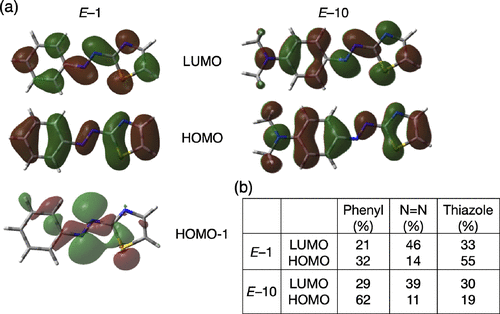 (a)
E–1
E–10
LUMO
HOMO
HOMO-1
(b)
Phenyl (%) N=N (%) Thiazole (%)
E–1 LUMO 21 46 33
HOMO 32 14 55
E–10 LUMO 29 39 30
HOMO 62 11 19